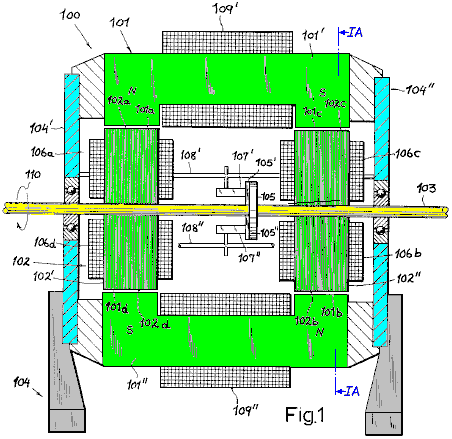 109'
100
101
101'
IA
N
S
102a
101a
101c
102c
104'
104"
106a
106c
108'
107'
105'
110
105
103
105"
106d
108"
107"
106b
102
102'
102"
101d
102d
102b
101b
S
N
104
101"
IA
109"
Fig.1